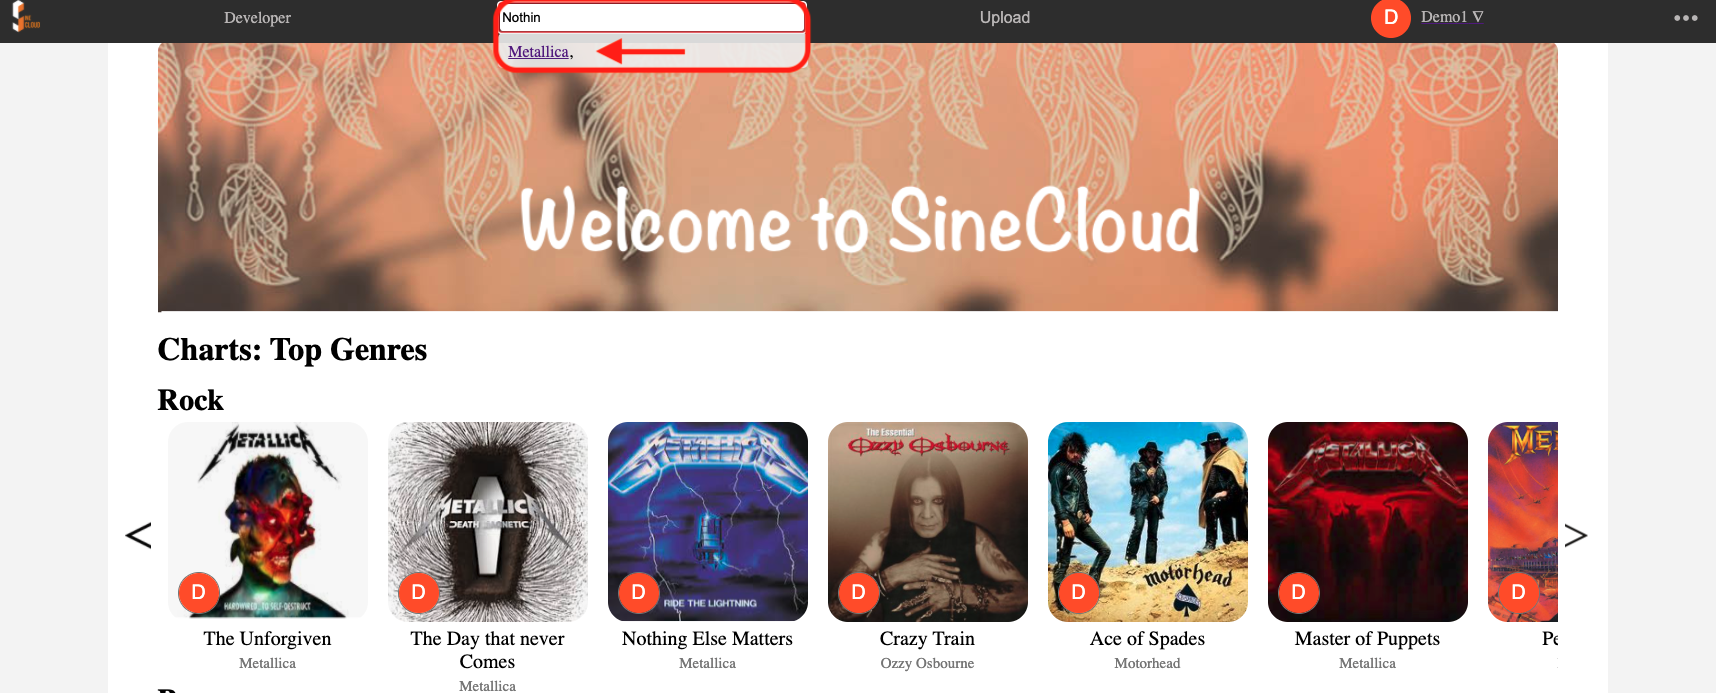 INE
CLOUD
Developer
Nothin
Upload
D
Demo1 ∇
•••
Metallica,
Welcome to SineCloud
Charts: Top Genres
Rock
<
METALLICA
D
HARDWIRED...TO SELF-DESTRUCT
METALLICA
DEATH MAGNETIC
D
METALLICA
D
RIDE THE LIGHTNING
The Essential
Ozzy Osbourne
D
Motörhead
D
METALLICA
D
ME
D
>
The Unforgiven
Metallica
The Day that never
Comes
Metallica
Nothing Else Matters
Metallica
Crazy Train
Ozzy Osbourne
Ace of Spades
Motorhead
Master of Puppets
Metallica
Pe